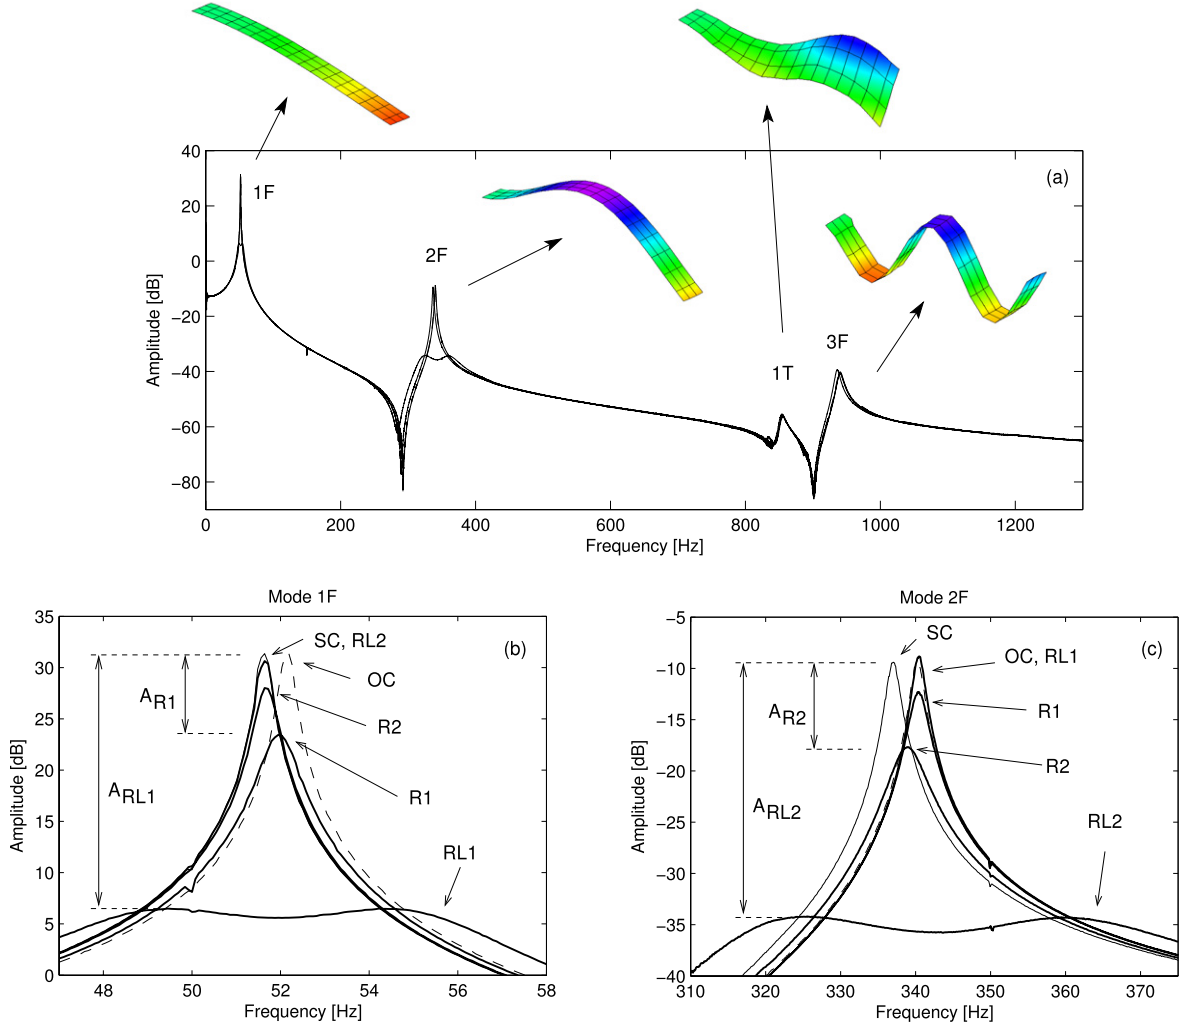 40
20
0
−20
−40
−60
−80
Amplitude [dB]
1F
2F
1T
3F
(a)
0 200 400 600 800 1000 1200
Frequency [Hz]
Mode 1F
35
30
25
20
15
10
5
0
Amplitude [dB]
SC, RL2
(b)
OC
A_R1
R2
A_RL1
R1
RL1
48 50 52 54 56 58
Frequency [Hz]
Mode 2F
−5
−10
−15
−20
−25
−30
−35
−40
Amplitude [dB]
SC
(c)
OC, RL1
A_R2
R1
R2
A_RL2
RL2
310 320 330 340 350 360 370
Frequency [Hz]